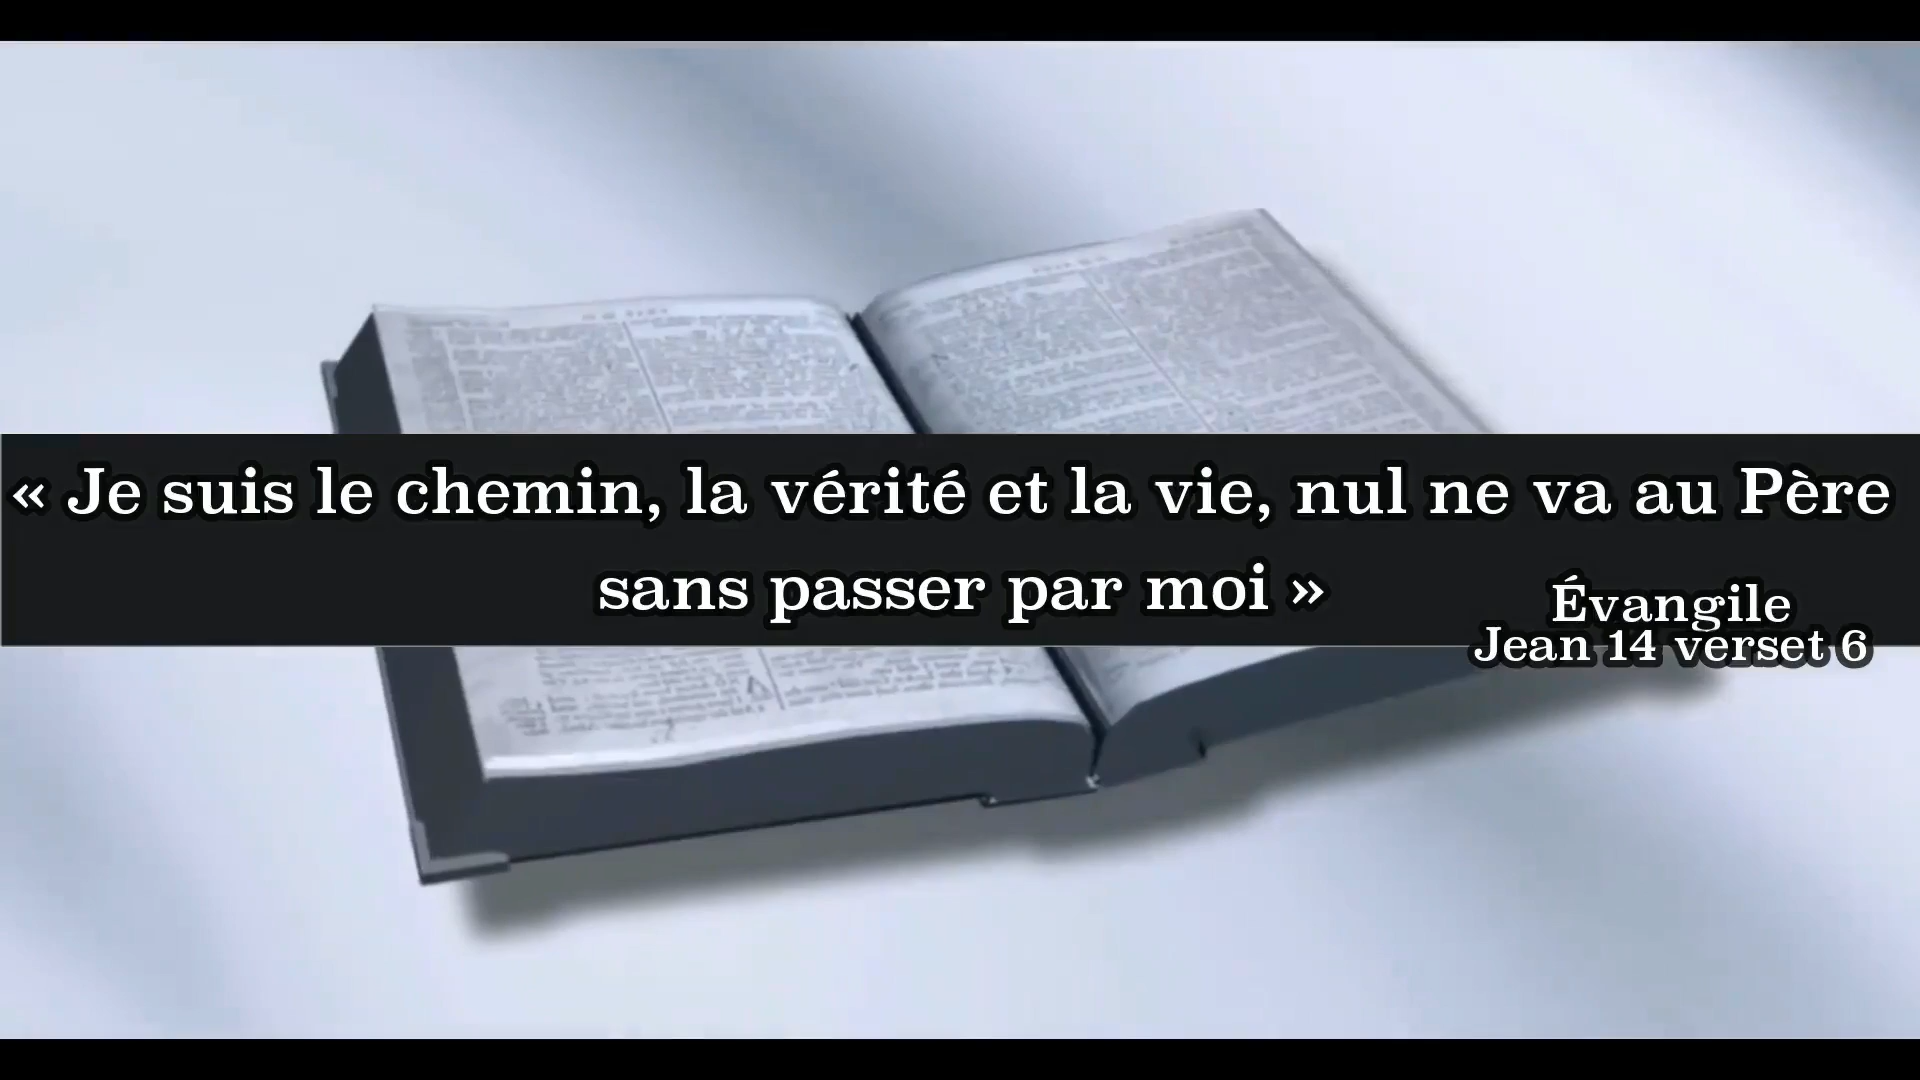 « Je suis le chemin, la vérité et la vie, nul ne va au Père
sans passer par moi »
Évangile
Jean 14 verset 6